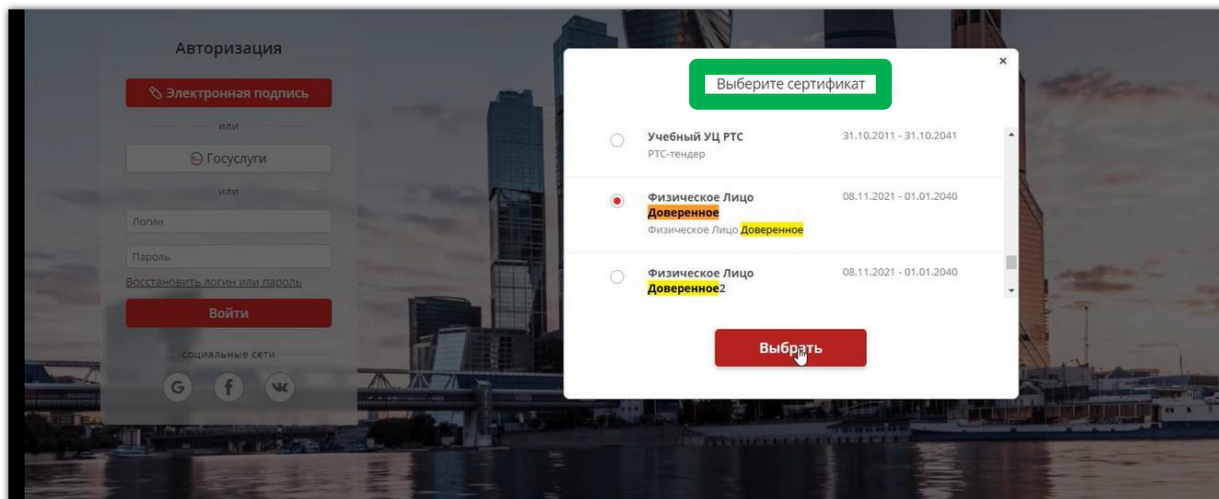 Авторизация
Электронная подпись
или
Госуслуги
или
Логин
Пароль
Восстановить логин или пароль
Войти
социальные сети
G f
Выберите сертификат
×
Учебный УЦ РТС 31.10.2011 - 31.10.2041
РТС-тендер
Физическое Лицо 08.11.2021 - 01.01.2040
Доверенное
Физическое Лицо Доверенное
Физическое Лицо 08.11.2021 - 01.01.2040
Доверенное2
Выбрать